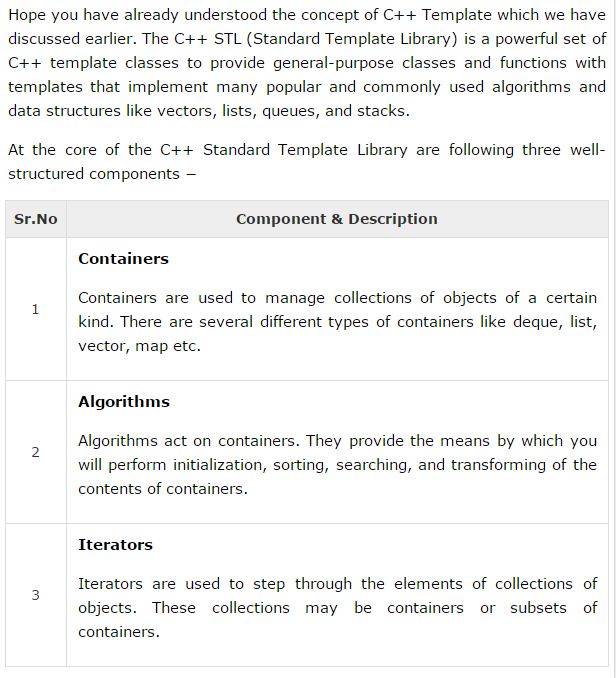 Hope you have already understood the concept of C++ Template which we have
discussed earlier. The C++ STL (Standard Template Library) is a powerful set of
C++ template classes to provide general-purpose classes and functions with
templates that implement many popular and commonly used algorithms and
data structures like vectors, lists, queues, and stacks.
At the core of the C++ Standard Template Library are following three well-
structured components −
Sr.No Component & Description
Containers
1
Containers are used to manage collections of objects of a certain
kind. There are several different types of containers like deque, list,
vector, map etc.
Algorithms
2
Algorithms act on containers. They provide the means by which you
will perform initialization, sorting, searching, and transforming of the
contents of containers.
Iterators
3
Iterators are used to step through the elements of collections of
objects. These collections may be containers or subsets of
containers.